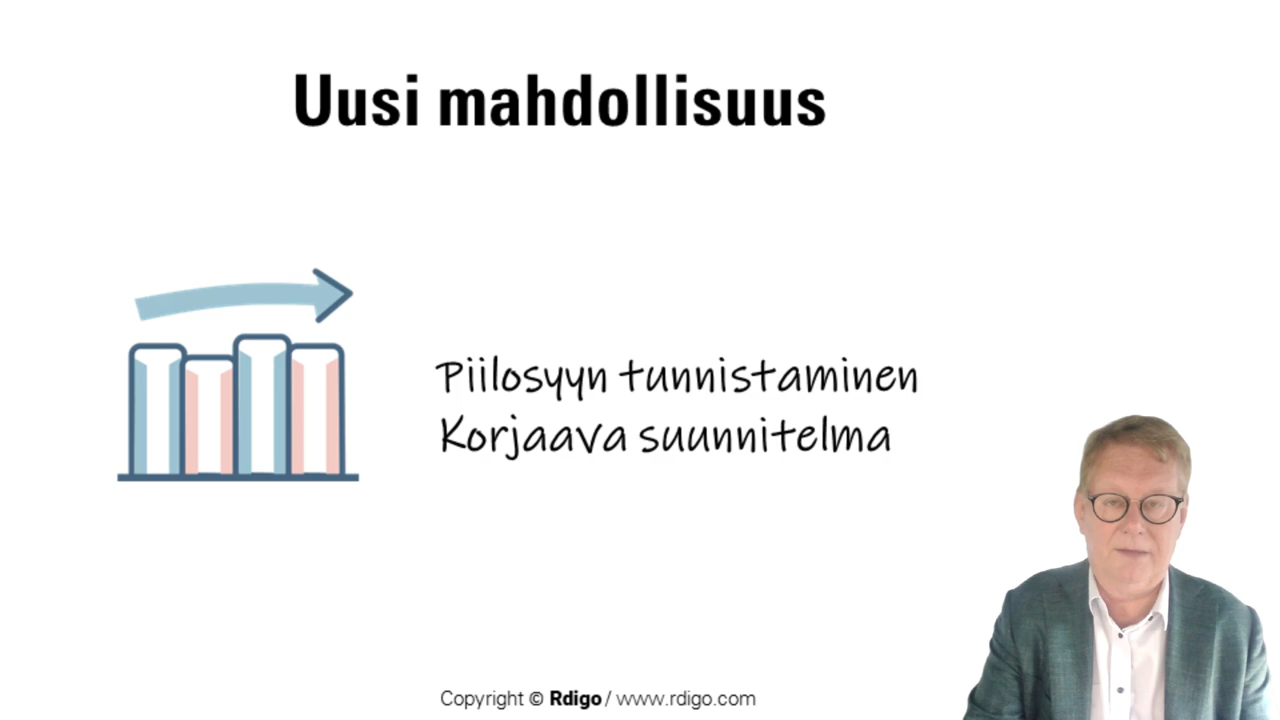 Uusi mahdollisuus
Piilosyyn tunnistaminen
Korjaava suunnitelma
Copyright © Rdigo / www.rdigo.com